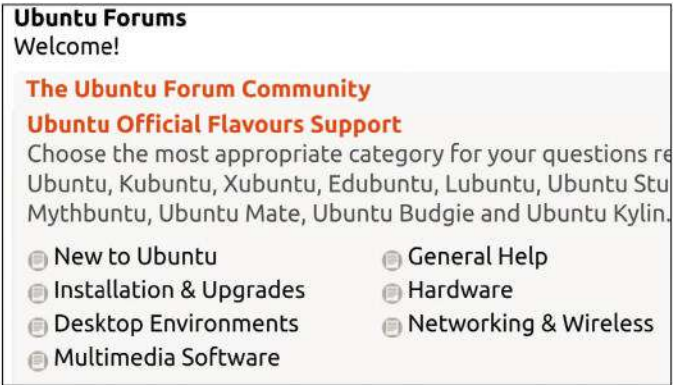 Ubuntu Forums
Welcome!
The Ubuntu Forum Community
Ubuntu Official Flavours Support
Choose the most appropriate category for your questions
Ubuntu, Kubuntu, Xubuntu, Edubuntu, Lubuntu, Ubuntu
Mythbuntu, Ubuntu Mate, Ubuntu Budgie and Ubuntu Kylin.
New to Ubuntu
General Help
Installation & Upgrades
Hardware
Desktop Environments
Networking & Wireless
Multimedia Software